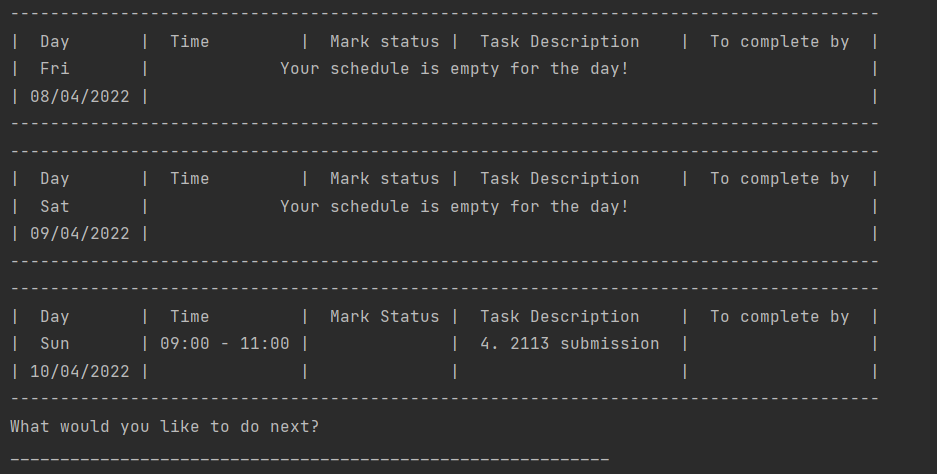 ---------------------------------------------------------------------------------------
|  Day       |  Time         |  Mark status |  Task Description    |  To complete by  |
|  Fri       |             Your schedule is empty for the day!                        |
| 08/04/2022 |                                                                        |
---------------------------------------------------------------------------------------
---------------------------------------------------------------------------------------
|  Day       |  Time         |  Mark status |  Task Description    |  To complete by  |
|  Sat       |             Your schedule is empty for the day!                        |
| 09/04/2022 |                                                                        |
---------------------------------------------------------------------------------------
---------------------------------------------------------------------------------------
|  Day       |  Time         |  Mark Status |  Task Description    |  To complete by  |
|  Sun       | 09:00 - 11:00 |              |  4. 2113 submission  |                  |
| 10/04/2022 |               |              |                      |                  |
---------------------------------------------------------------------------------------
What would you like to do next?
____________________________________________________________